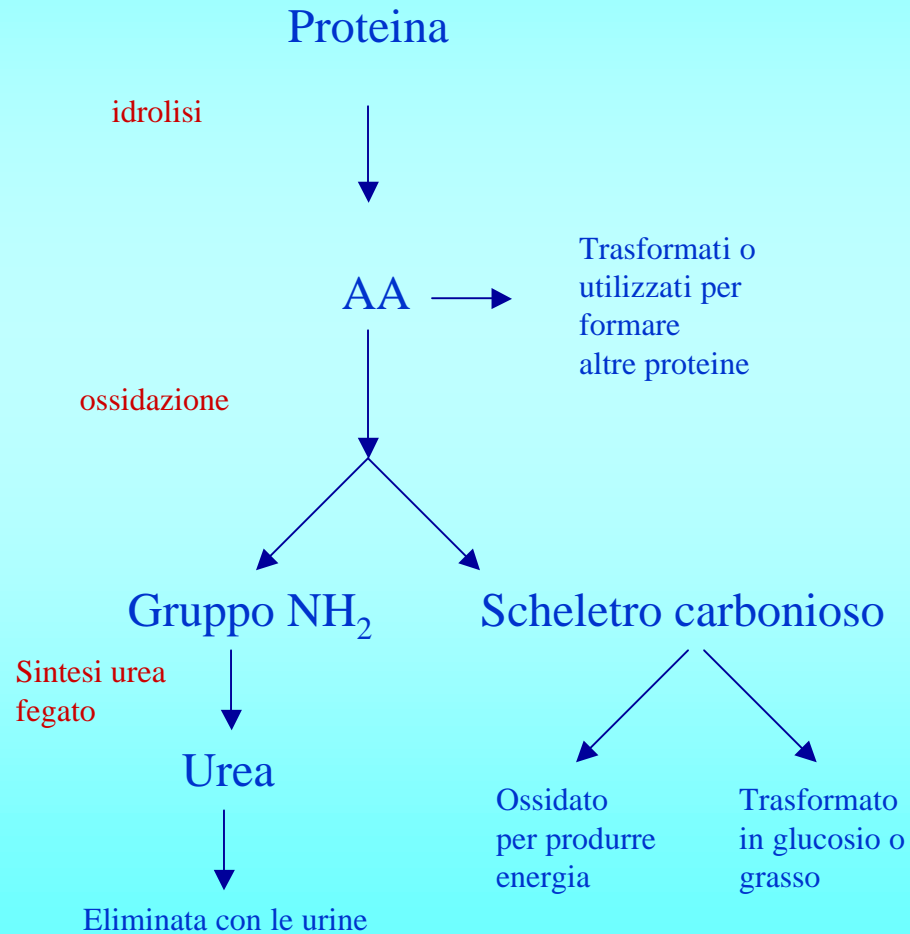 Proteina
idrolisi
AA
Trasformati o
utilizzati per
formare
altre proteine
ossidazione
Gruppo NH₂
Scheletro carbonioso
Sintesi urea
fegato
Urea
Ossidato
per produrre
energia
Trasformato
in glucosio o
grasso
Eliminata con le urine